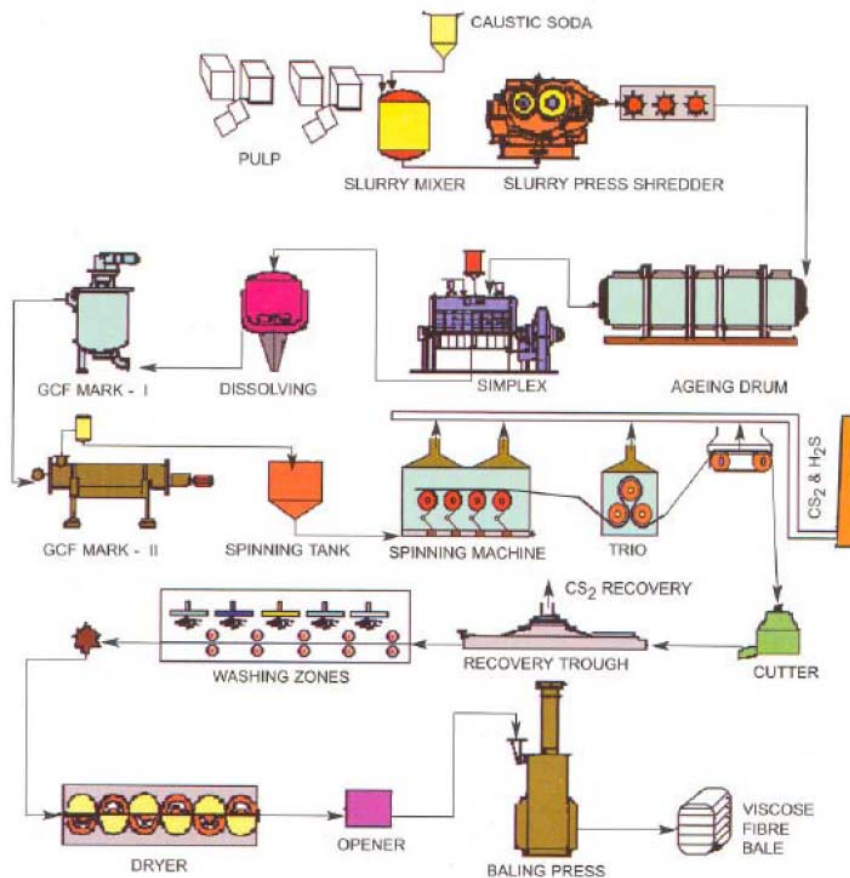 CAUSTIC SODA
PULP
SLURRY MIXER
SLURRY PRESS SHREDDER
GCF MARK - I
DISSOLVING
SIMPLEX
AGEING DRUM
CS2 & H2S
GCF MARK - II
SPINNING TANK
SPINNING MACHINE
TRIO
CS2 RECOVERY
WASHING ZONES
RECOVERY TROUGH
CUTTER
DRYER
OPENER
BALING PRESS
VISCOSE
FIBRE
BALE